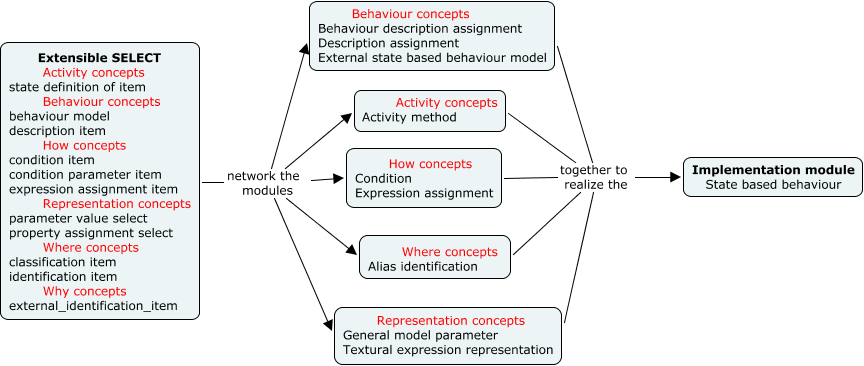 Extensible SELECT
Activity concepts
state definition of item
Behaviour concepts
behaviour model
description item
How concepts
condition item
condition parameter item
expression assignment item
Representation concepts
parameter value select
property assignment select
Where concepts
classification item
identification item
Why concepts
external_identification_item
network the
modules
Behaviour concepts
Behaviour description assignment
Description assignment
External state based behaviour model
Activity concepts
Activity method
How concepts
Condition
Expression assignment
Where concepts
Alias identification
Representation concepts
General model parameter
Textural expression representation
together to
realize the
Implementation module
State based behaviour